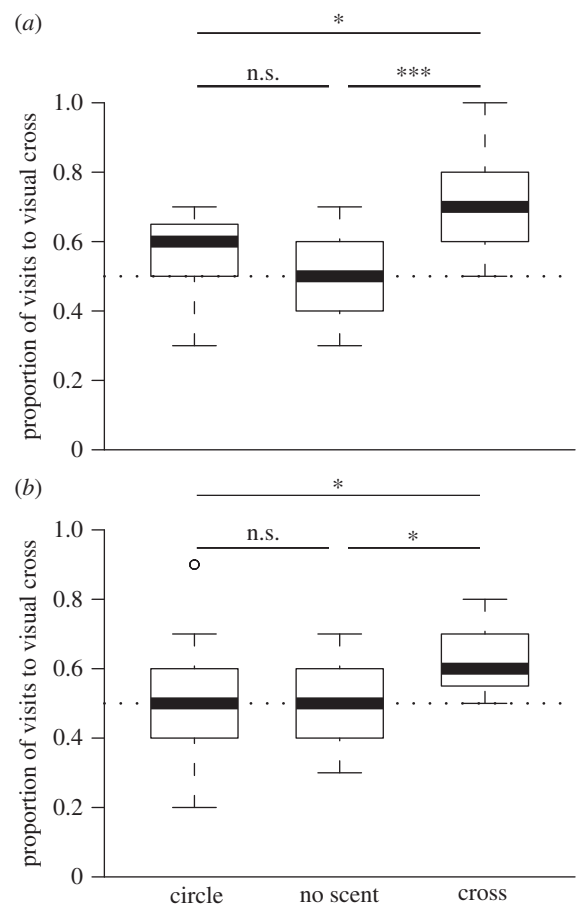 (a)
*
n.s.
***
1.0
0.8
0.6
0.4
0.2
0
proportion of visits to visual cross
(b)
*
n.s.
*
1.0
0.8
0.6
0.4
0.2
0
proportion of visits to visual cross
circle no scent cross